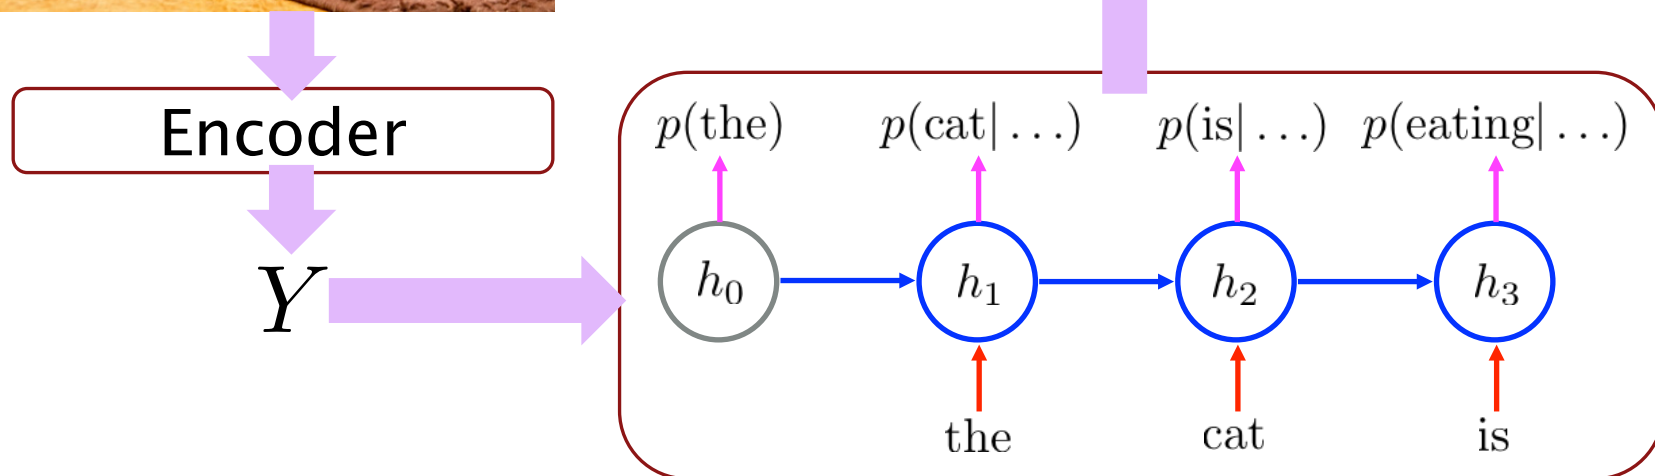 Encoder
Y
p(the) p(cat| ...) p(is| ...) p(eating| ...)
h₀ h₁ h₂ h₃
the cat is